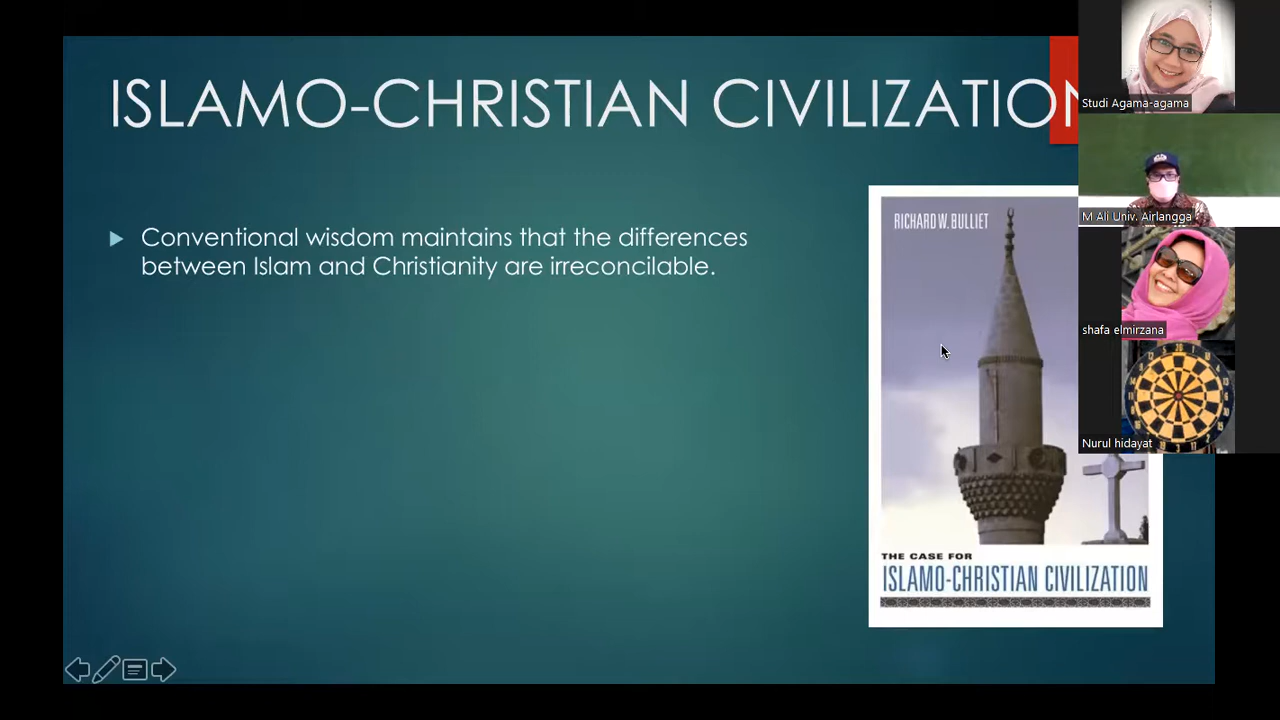 ISLAMO-CHRISTIAN CIVILIZATION
Conventional wisdom maintains that the differences
between Islam and Christianity are irreconcilable.
RICHARD W. BULLIET
THE CASE FOR
ISLAMO-CHRISTIAN CIVILIZATION
Studi Agama-agama
M Ali Univ. Airlangga
shafa elmirzana
Nurul hidayat